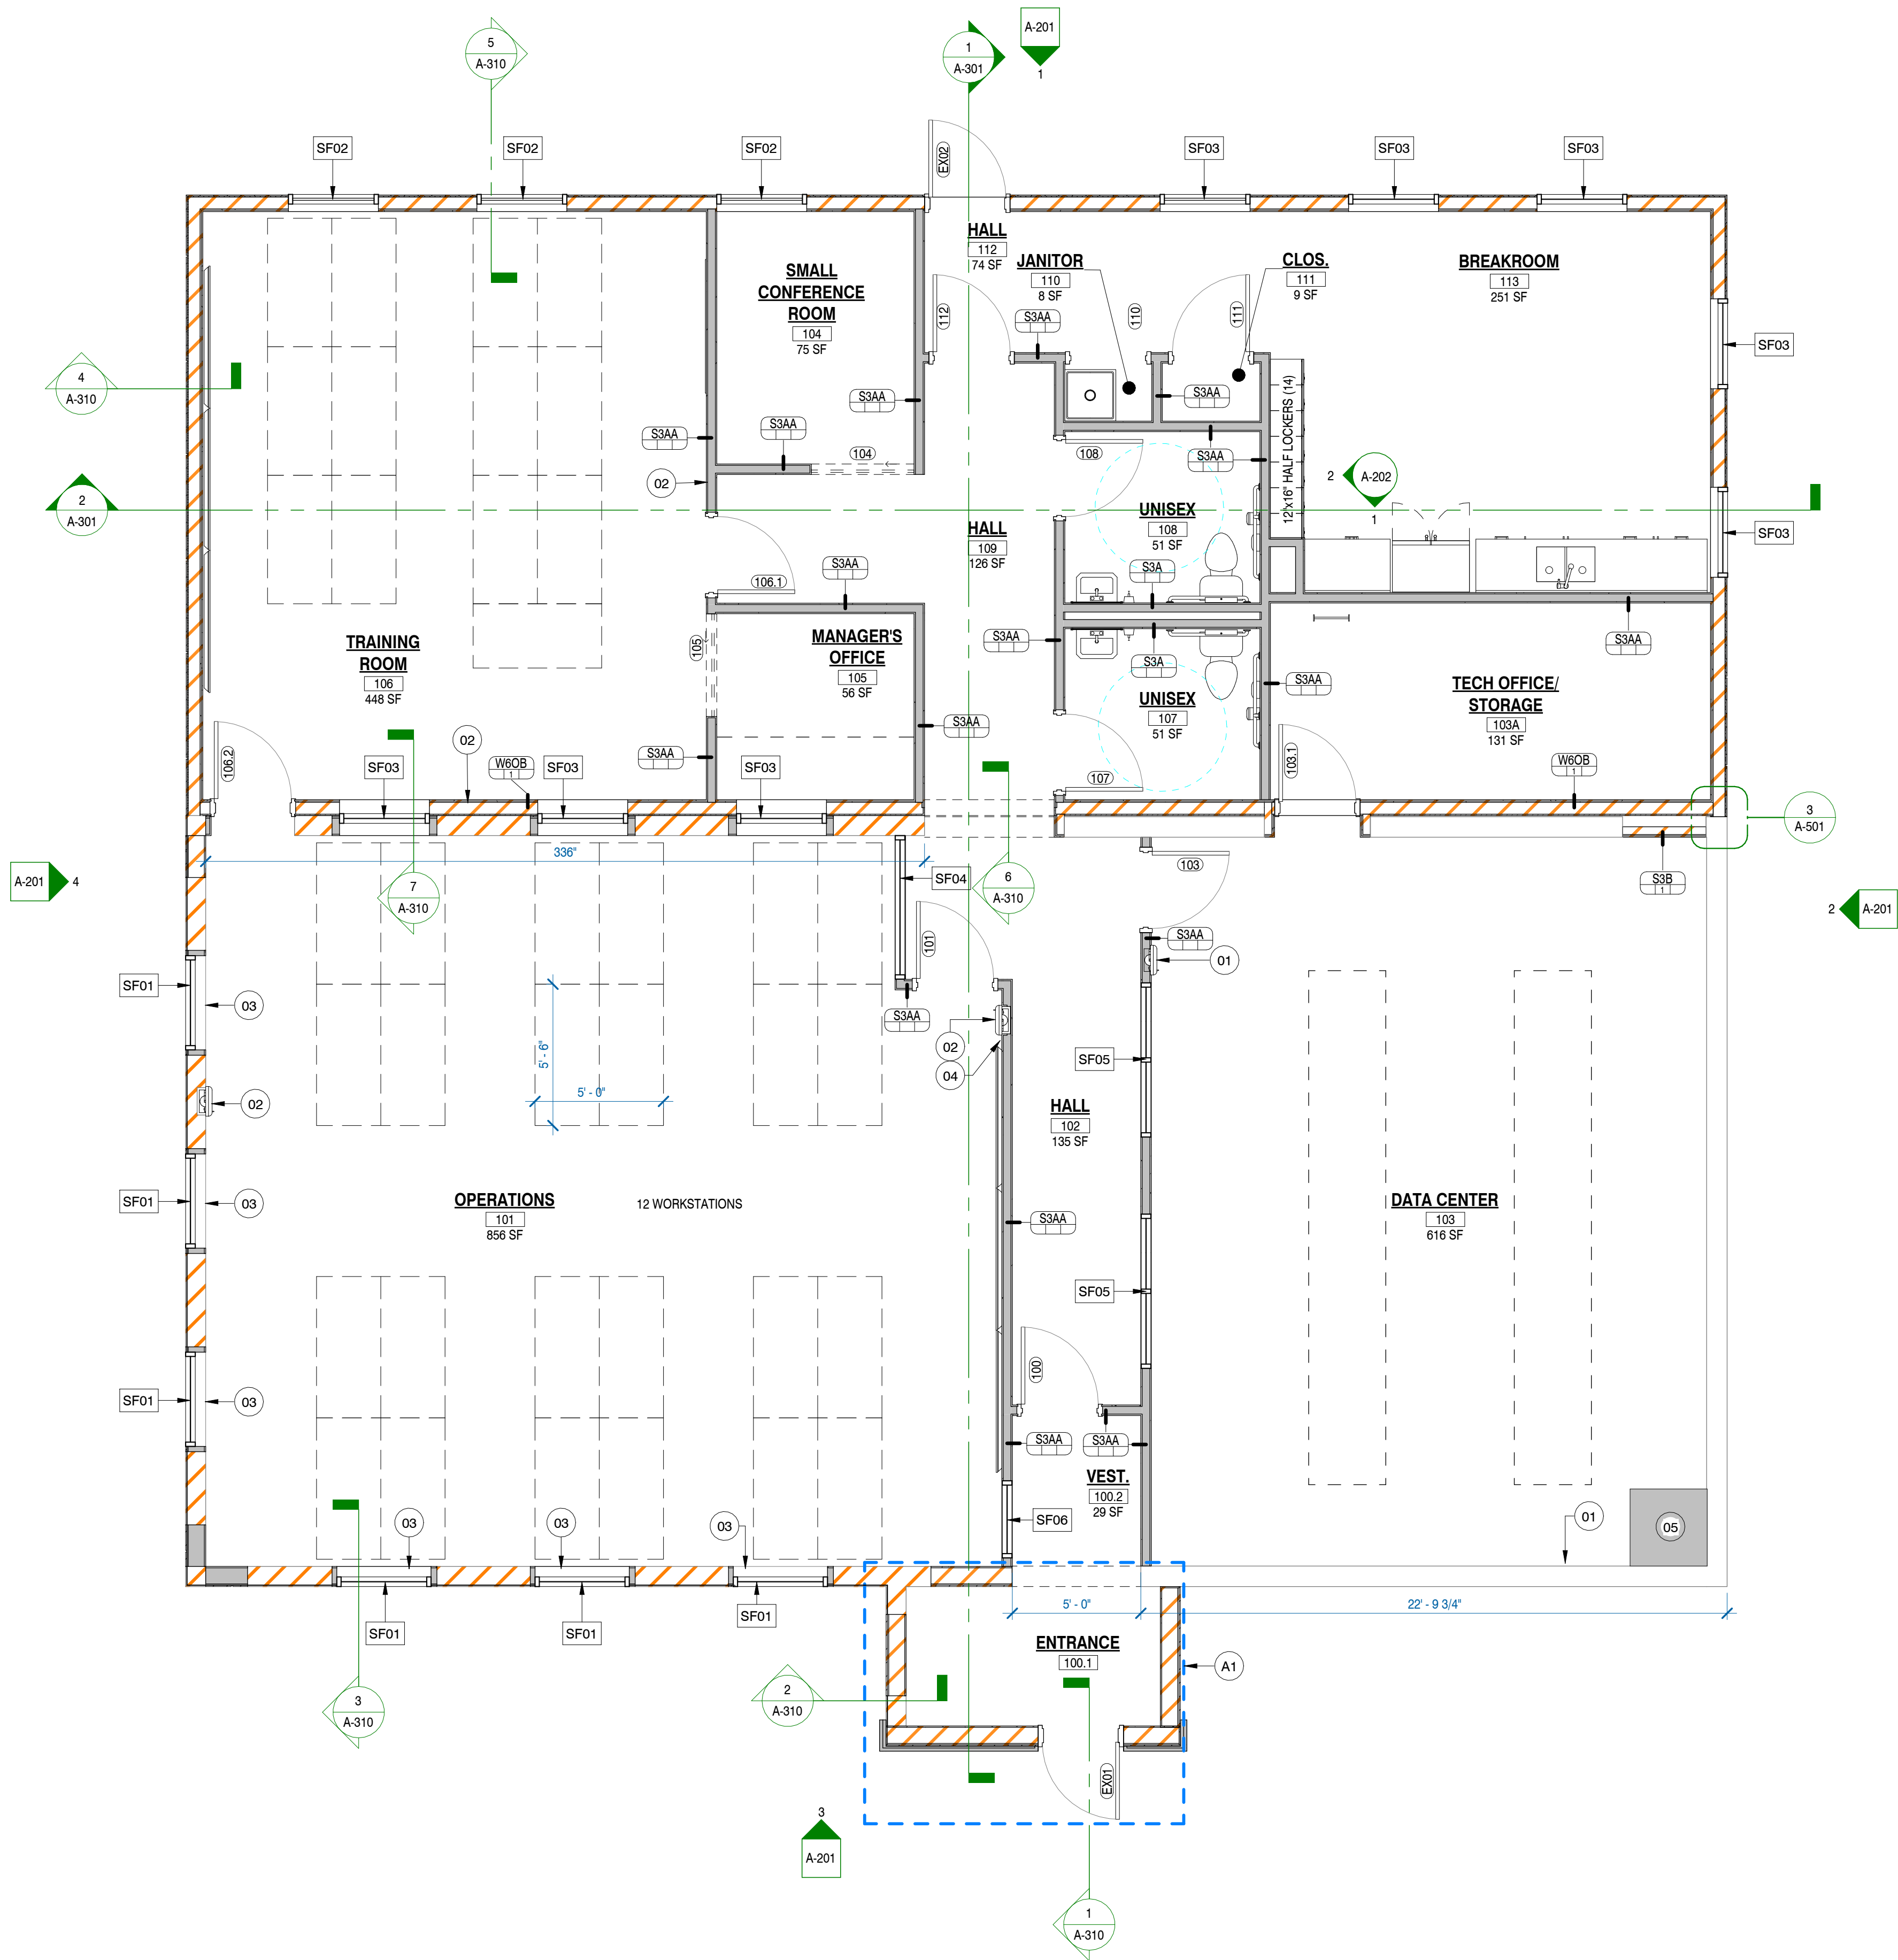 5
A-310
1
A-301
A-201
1
SF02
SF02
SF02
EX02
SF03
SF03
SF03
HALL
112
74 SF
JANITOR
110
8 SF
CLOS.
111
9 SF
BREAKROOM
113
251 SF
SMALL
CONFERENCE
ROOM
104
75 SF
112
S3AA
110
111
SF03
4
A-310
S3AA
S3AA
S3AA
S3AA
104
108
S3AA
12"x16" HALF LOCKERS (14)
02
2
A-202
1
2
A-301
UNISEX
108
51 SF
HALL
109
126 SF
SF03
106.1
S3AA
S3A
TRAINING
ROOM
106
448 SF
105
MANAGER'S
OFFICE
105
56 SF
S3AA
S3A
S3AA
S3AA
UNISEX
107
51 SF
TECH OFFICE/
STORAGE
103A
131 SF
106.2
02
S3AA
S3AA
SF03
W6OB
1
SF03
SF03
107
103.1
W6OB
1
3
A-501
336"
A-201
4
7
A-310
SF04
6
A-310
103
S3B
1
2
A-201
101
S3AA
01
SF01
03
S3AA
02
04
5' - 6"
5' - 0"
SF05
02
HALL
102
135 SF
SF01
03
OPERATIONS
101
856 SF
12 WORKSTATIONS
S3AA
DATA CENTER
103
616 SF
SF05
100
SF01
03
S3AA
S3AA
VEST.
100.2
29 SF
03
03
03
SF06
01
05
SF01
SF01
SF01
5' - 0"
22' - 9 3/4"
ENTRANCE
100.1
A1
3
A-310
2
A-310
EX01
3
A-201
1
A-310